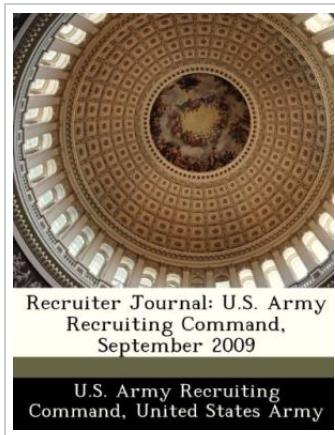 Recruiter Journal: U.S. Army
Recruiting Command,
September 2009
U.S. Army Recruiting
Command, United States Army